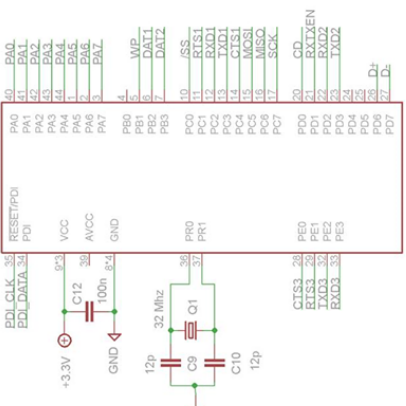 PA0 PA1 PA2 PA3 PA4 PA5 PA6 PA7 WP DAT1 DAT2 /SS RTS1 RXD1 TXD1 CTS1 MOSI MISO SCK CD RXTXEN RXD2 TXD2 D+ D-
40 41 42 43 44 1 2 3 4 5 6 7 10 11 12 13 14 15 16 17 20 21 22 23 24 25 26 27
PA0 PA1 PA2 PA3 PA4 PA5 PA6 PA7 PB0 PB1 PB2 PB3 PC0 PC1 PC2 PC3 PC4 PC5 PC6 PC7 PD0 PD1 PD2 PD3 PD4 PD5 PD6 PD7
RESET/PDI PDI VCC AVCC GND PR0 PR1 PE0 PE1 PE2 PE3
35 34 9*3 39 8*4 36 37 28 29 32 33
PDI_CLK PDI_DATA CTS3 RTS3 TXD3 RXD3
C12 100n
32 Mhz Q1
+3.3V GND
12p C9 C10 12p